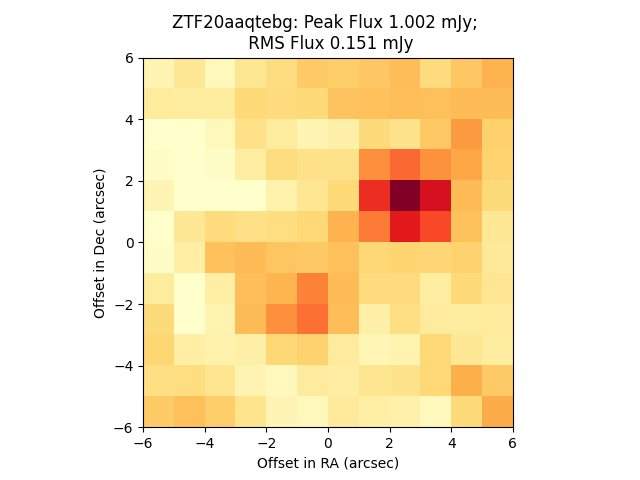 ZTF20aaqtebg: Peak Flux 1.002 mJy;
RMS Flux 0.151 mJy
6
4
2
0
−2
−4
−6
Offset in Dec (arcsec)
−6 −4 −2 0 2 4 6
Offset in RA (arcsec)